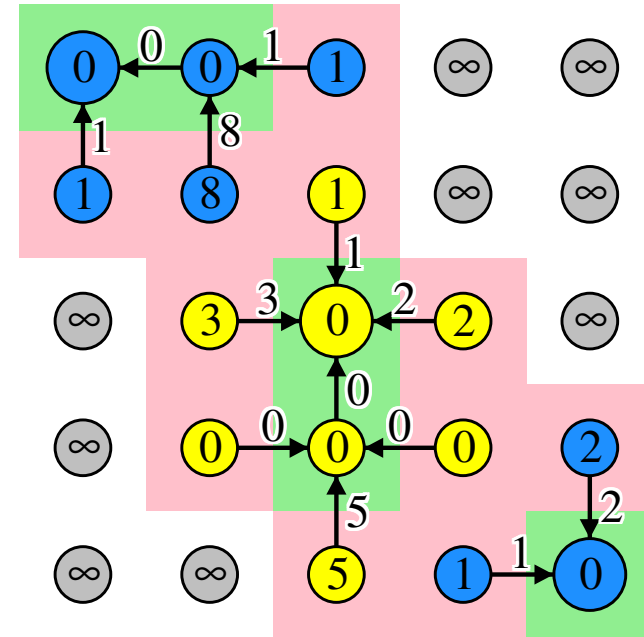 0 0 0 1 1 ∞ ∞
1 8
1 8 1 ∞ ∞
1
∞ 3 3 0 2 2 ∞
0
∞ 0 0 0 0 0 2
5 2
∞ ∞ 5 1 1 0